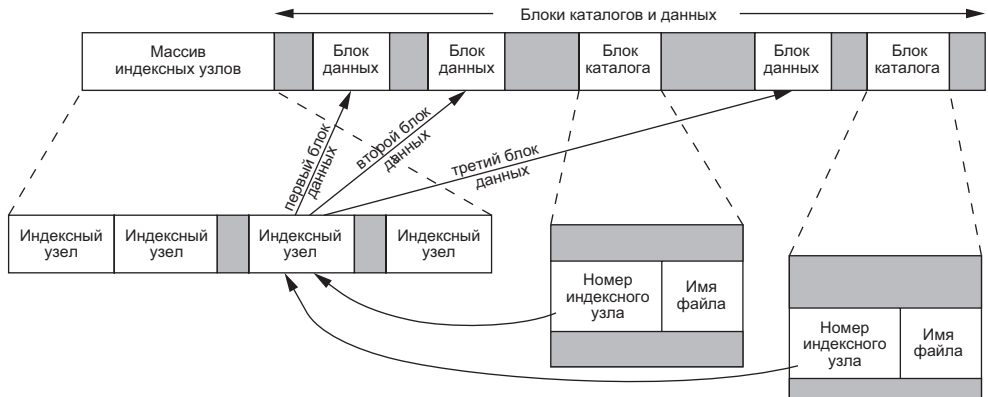 Блоки каталогов и данных
Массив
индексных узлов
Блок
данных
Блок
данных
Блок
каталога
Блок
данных
Блок
каталога
первый блок
данных
второй блок
данных
третий блок
данных
Индексный
узел
Индексный
узел
Индексный
узел
Индексный
узел
Номер
индексного
узла
Имя
файла
Номер
индексного
узла
Имя
файла